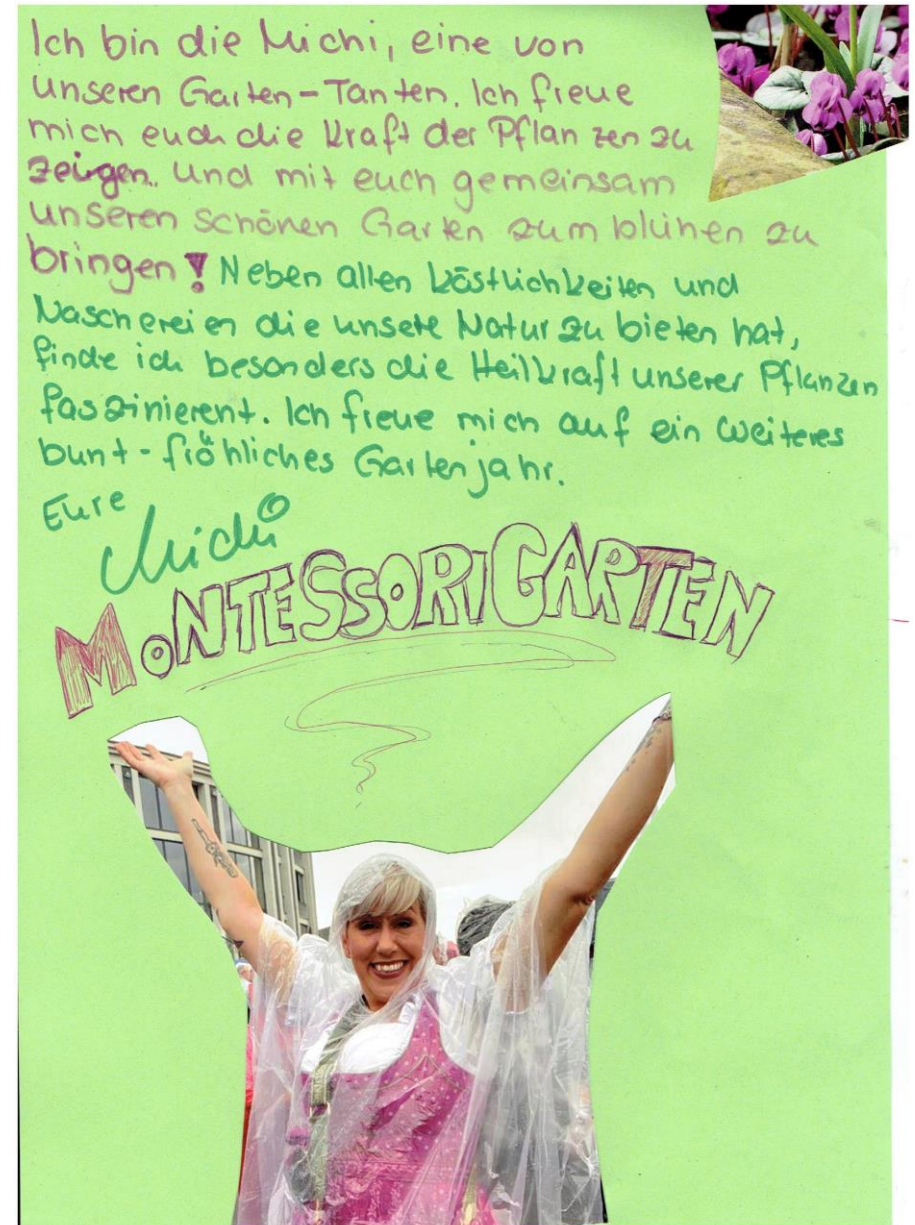 Ich bin die Michi, eine von
unseren Garten-Tanten. Ich freue
mich euch die Kraft der Pflanzen zu
zeigen. Und mit euch gemeinsam
unseren schönen Garten zum blühen zu
bringen! Neben allen Köstlichkeiten und
Naschereien die unsere Natur zu bieten hat,
finde ich besonders die Heilkraft unserer Pflanzen
faszinierent. Ich freue mich auf ein weiteres
bunt-fröhliches Gartenjahr.
Eure
Michi
MONTESSORIGARTEN